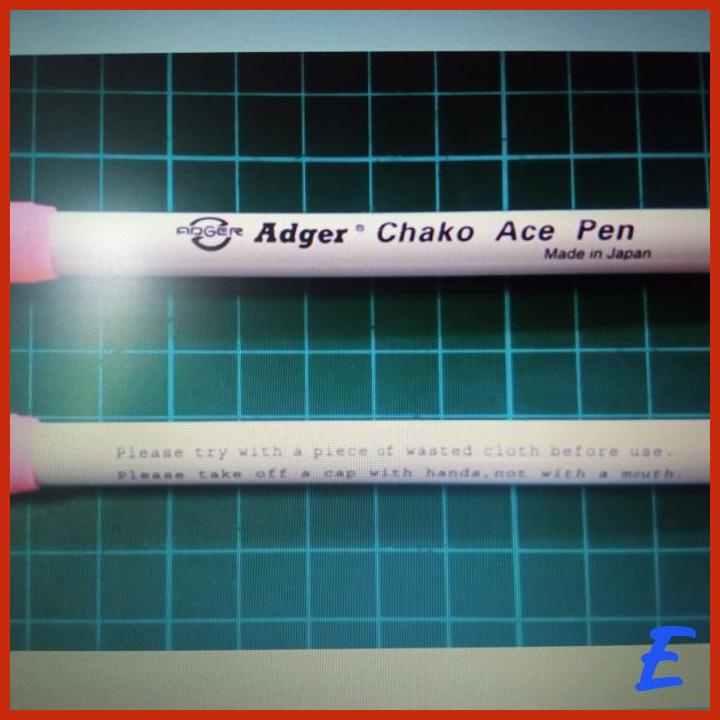 ADGER Adger® Chako Ace Pen
Made in Japan
Please try with a piece of wasted cloth before use.
Please take off a cap with hands, not with a mouth.
E